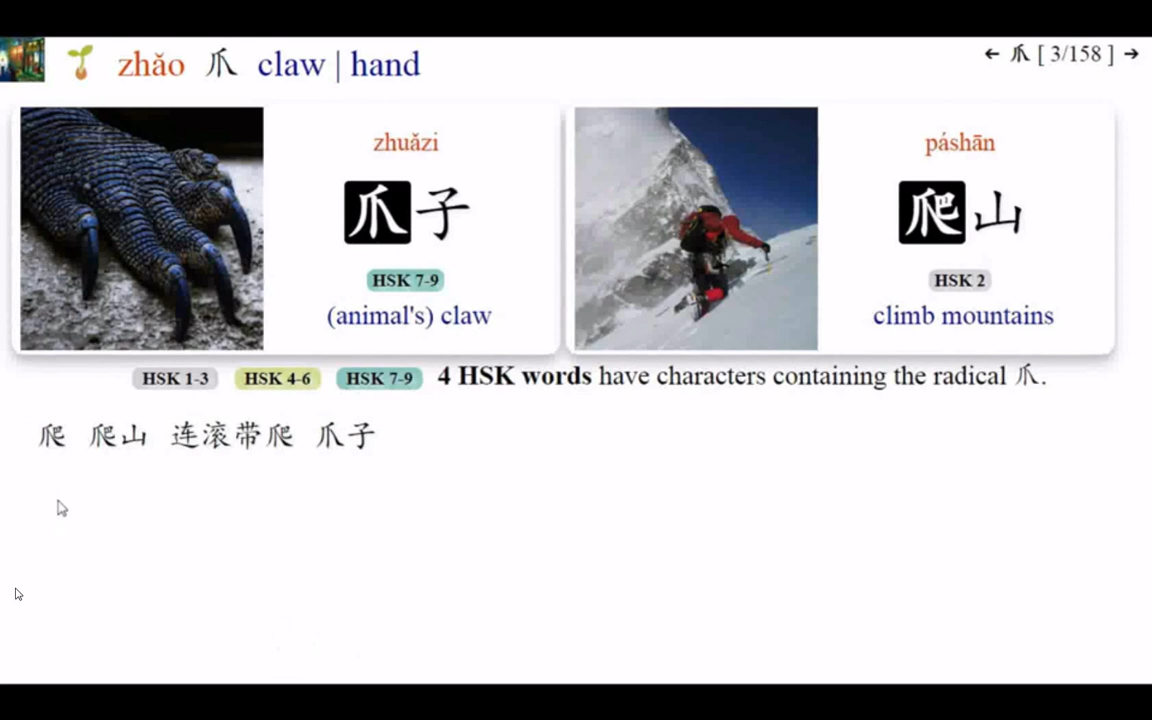 zhǎo 爪 claw | hand
← 爪 [ 3/158 ] →
zhuǎzi
爪子
HSK 7-9
(animal's) claw
páshān
爬山
HSK 2
climb mountains
HSK 1-3 HSK 4-6 HSK 7-9 4 HSK words have characters containing the radical 爪.
爬 爬山 连滚带爬 爪子